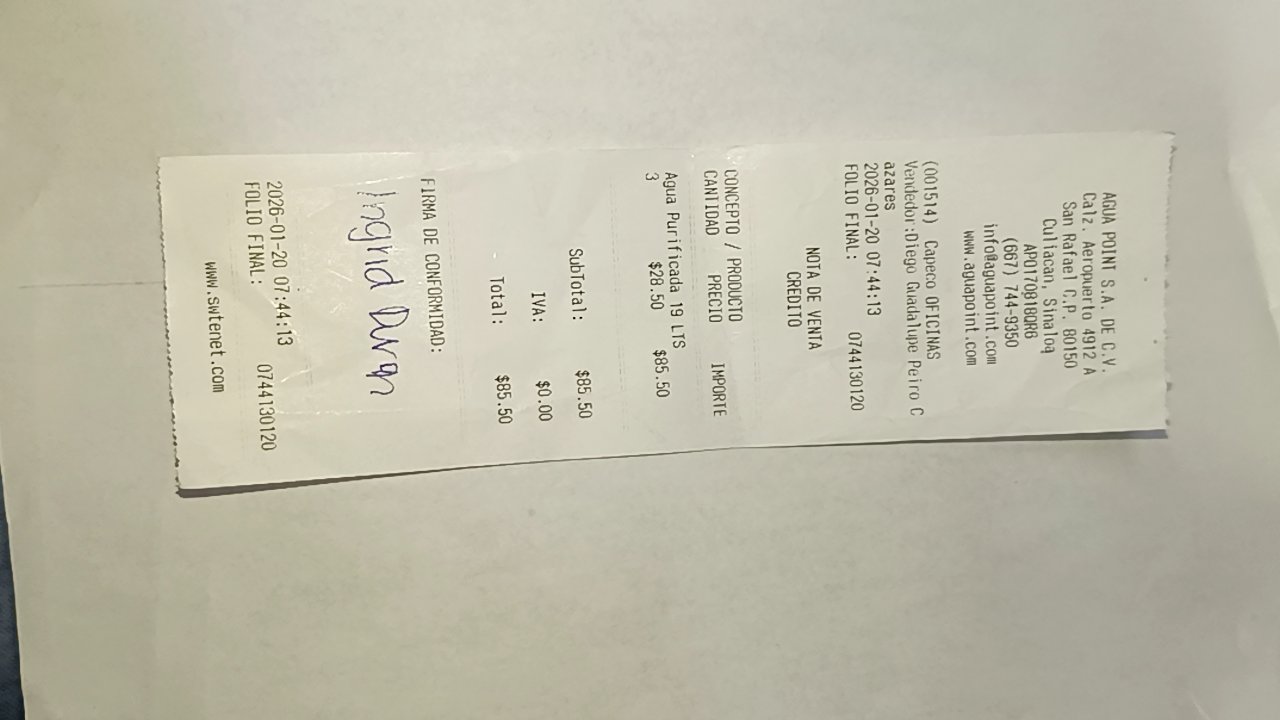 AGUA POINT S.A. DE C.V.
Calz. Aeropuerto 4912 A
San Rafael C.P. 80150
Culiacan, Sinaloa
APO170818QR6
(667) 744-9350
info@aguapoint.com
www.aguapoint.com
(001514) Capeco OFICINAS
Vendedor:Diego Guadalupe Peiro C
azares
2026-01-20 07:44:13
FOLIO FINAL: 0744130120
NOTA DE VENTA
CREDITO
CONCEPTO / PRODUCTO
CANTIDAD PRECIO IMPORTE
Agua Purificada 19 LTS
3 $28.50 $85.50
SubTotal: $85.50
IVA: $0.00
Total: $85.50
FIRMA DE CONFORMIDAD:
Ingrid Duran
2026-01-20 07:44:13
FOLIO FINAL: 0744130120
www.swtenet.com